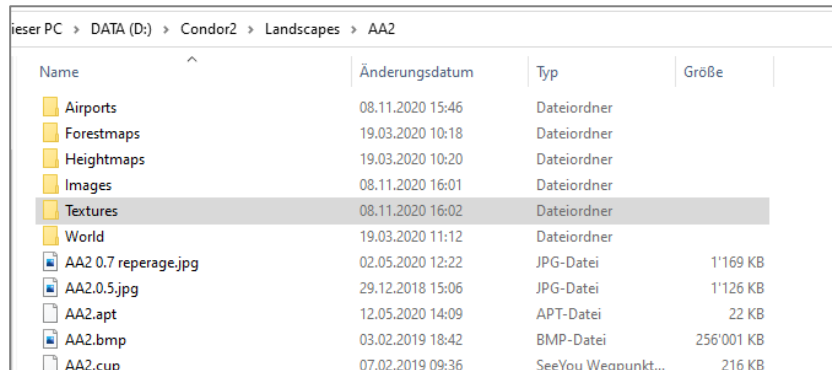 ieser PC > DATA (D:) > Condor2 > Landscapes > AA2
Name Änderungsdatum Typ Größe
Airports 08.11.2020 15:46 Dateiordner
Forestmaps 19.03.2020 10:18 Dateiordner
Heightmaps 19.03.2020 10:20 Dateiordner
Images 08.11.2020 16:01 Dateiordner
Textures 08.11.2020 16:02 Dateiordner
World 19.03.2020 11:12 Dateiordner
AA2 0.7 reperage.jpg 02.05.2020 12:22 JPG-Datei 1'169 KB
AA2.0.5.jpg 29.12.2018 15:06 JPG-Datei 1'126 KB
AA2.apt 12.05.2020 14:09 APT-Datei 22 KB
AA2.bmp 03.02.2019 18:42 BMP-Datei 256'001 KB
AA2.cup 07.02.2019 09:36 SeeYou Wegpunkt... 216 KB